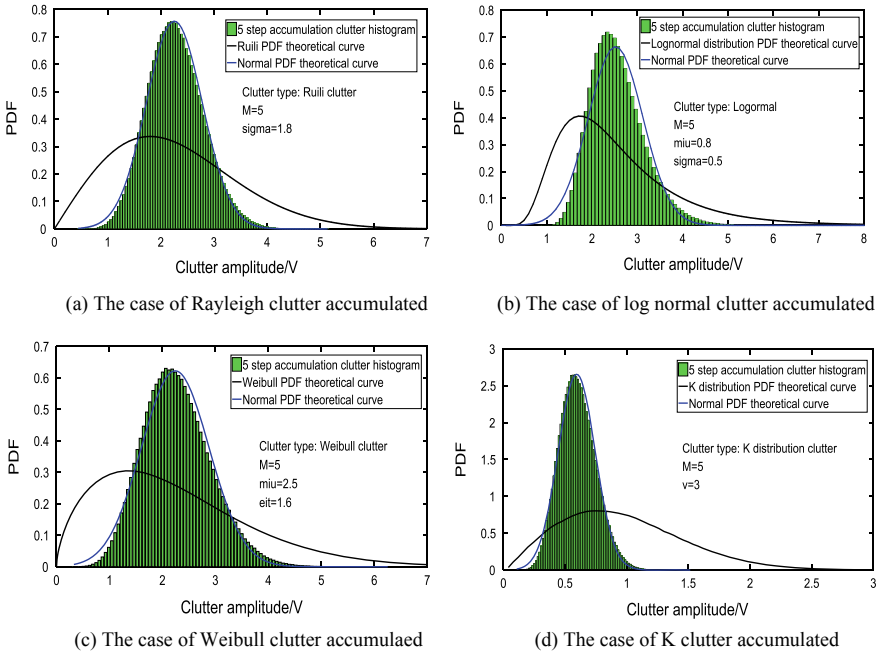 0.8
0.7
0.6
0.5
0.4
0.3
0.2
0.1
0
PDF
5 step accumulation clutter histogram
Ruili PDF theoretical curve
Normal PDF theoretical curve
Clutter type: Ruili clutter
M=5
sigma=1.8
0 1 2 3 4 5 6 7
Clutter amplitude/V
(a) The case of Rayleigh clutter accumulated
0.8
0.7
0.6
0.5
0.4
0.3
0.2
0.1
0
PDF
5 step accumulation clutter histogram
Lognormal distribution PDF theoretical curve
Normal PDF theoretical curve
Clutter type: Logormal
M=5
miu=0.8
sigma=0.5
0 1 2 3 4 5 6 7 8
Clutter amplitude/V
(b) The case of log normal clutter accumulated
0.7
0.6
0.5
0.4
0.3
0.2
0.1
0
PDF
5 step accumulation clutter histogram
Weibull PDF theoretical curve
Normal PDF theoretical curve
Clutter type: Weibull clutter
M=5
miu=2.5
eit=1.6
0 1 2 3 4 5 6 7
Clutter amplitude/V
(c) The case of Weibull clutter accumulaed
3
2.5
2
1.5
1
0.5
0
PDF
5 step accumulation clutter histogram
K distribution PDF theoretical curve
Normal PDF theoretical curve
Clutter type: K distribution clutter
M=5
v=3
0 0.5 1 1.5 2 2.5 3
Clutter amplitude/V
(d) The case of K clutter accumulated